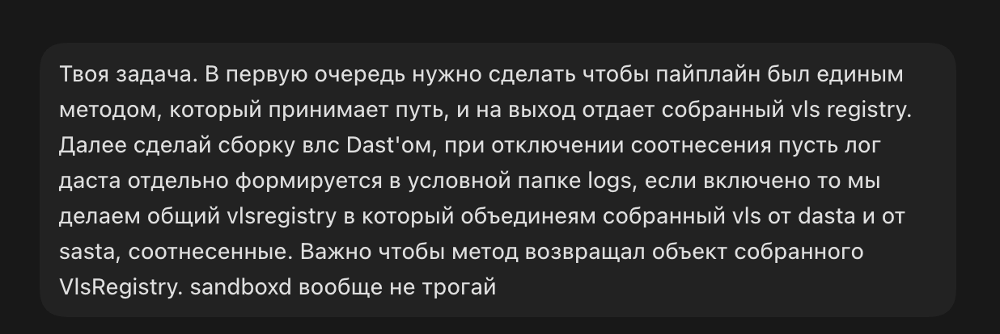 Твоя задача. В первую очередь нужно сделать чтобы пайплайн был единым
методом, который принимает путь, и на выход отдает собранный vls registry.
Далее сделай сборку влс Dast'ом, при отключении соотнесения пусть лог
даста отдельно формируется в условной папке logs, если включено то мы
делаем общий vlsregistry в который объединеям собранный vls от dasta и от
sasta, соотнесенные. Важно чтобы метод возвращал объект собранного
VlsRegistry. sandboxd вообще не трогай